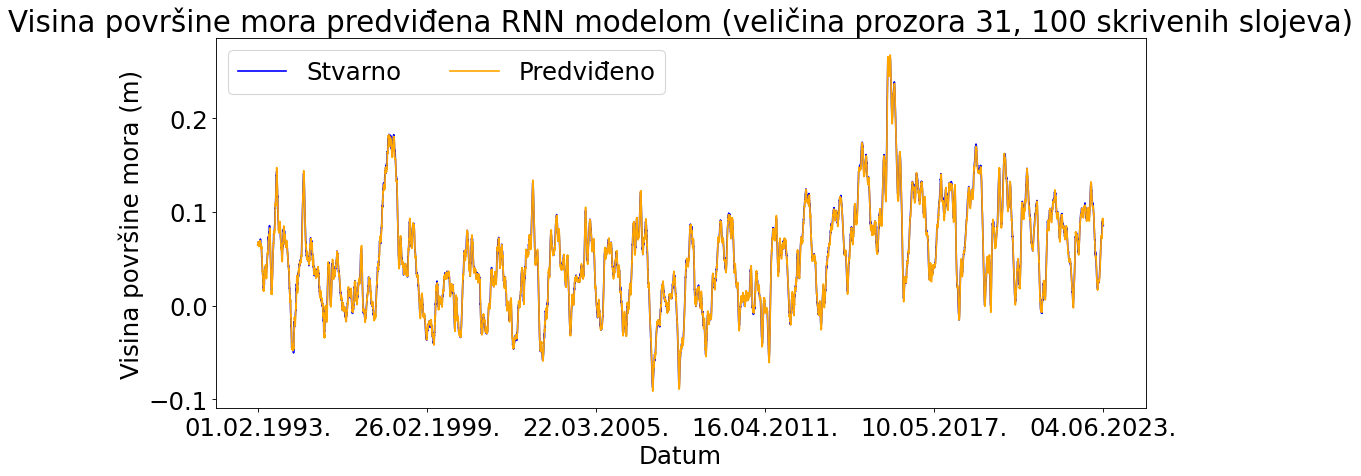 Visina površine mora predviđena RNN modelom (veličina prozora 31, 100 skrivenih slojeva)
Stvarno Predviđeno
Visina površine mora (m)
0.2
0.1
0.0
−0.1
01.02.1993. 26.02.1999. 22.03.2005. 16.04.2011. 10.05.2017. 04.06.2023.
Datum